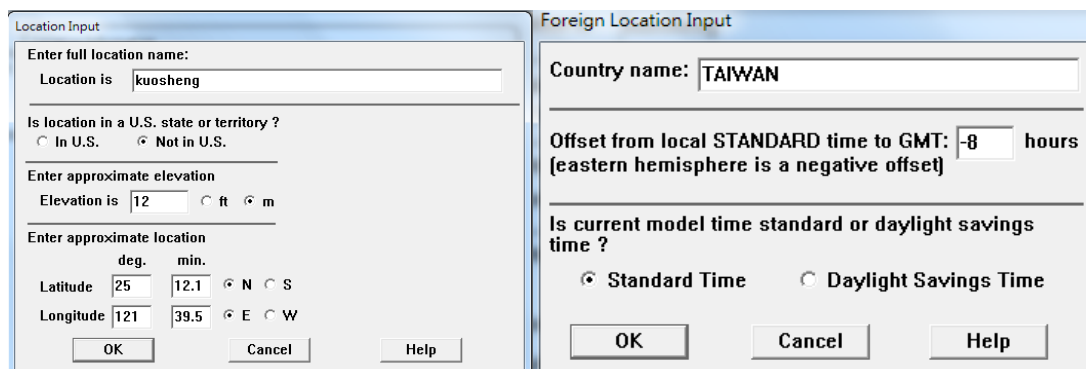 Location Input
Enter full location name:
Location is kuosheng
Is location in a U.S. state or territory ?
In U.S. Not in U.S.
Enter approximate elevation
Elevation is 12 ft m
Enter approximate location
deg. min.
Latitude 25 12.1 N S
Longitude 121 39.5 E W
OK Cancel Help
Foreign Location Input
Country name: TAIWAN
Offset from local STANDARD time to GMT: -8 hours
(eastern hemisphere is a negative offset)
Is current model time standard or daylight savings
time ?
Standard Time Daylight Savings Time
OK Cancel Help